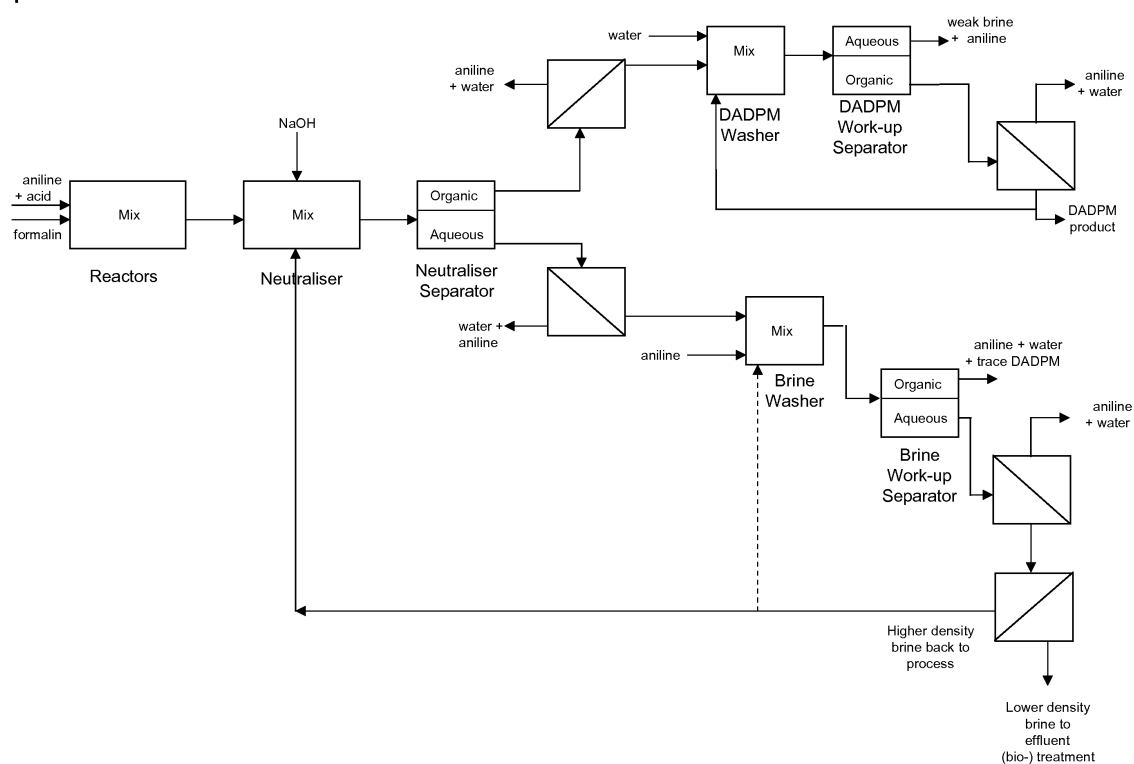 weak brine
+ aniline
water
Mix
Aqueous
Organic
aniline
+ water
aniline
+ water
DADPM
Washer
DADPM
Work-up
Separator
NaOH
aniline
+ acid
formalin
Mix
Mix
Organic
Aqueous
DADPM
product
Reactors
Neutraliser
Neutraliser
Separator
water +
aniline
Mix
aniline
Brine
Washer
aniline + water
+ trace DADPM
Organic
Aqueous
aniline
+ water
Brine
Work-up
Separator
Higher density
brine back to
process
Lower density
brine to
effluent
(bio-) treatment